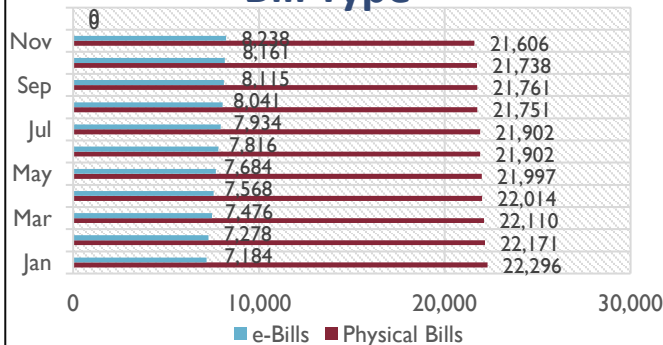 Bill Type
0
0
Nov
8,238
21,606
8,161
21,738
Sep
8,115
21,761
8,041
21,751
Jul
7,934
21,902
7,816
21,902
May
7,684
21,997
7,568
22,014
Mar
7,476
22,110
7,278
22,171
Jan
7,184
22,296
0 10,000 20,000 30,000
e-Bills Physical Bills